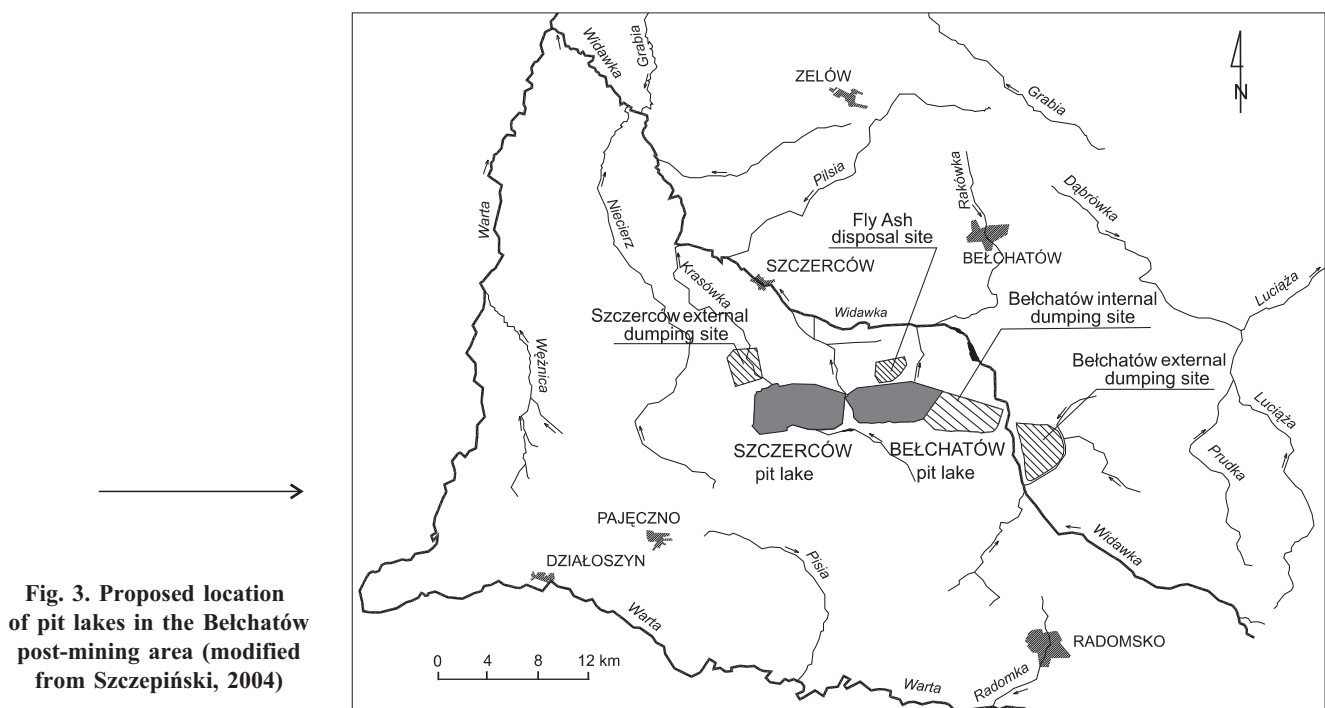 Widawka
Grabia
ZELÓW
Grabia
N
Warta
Niecierz
Pilsia
Rakówka
Dąbrówka
Fly Ash
disposal site
BEŁCHATÓW
SZCZERCÓW
Krasówka
Luciąża
Szczerców external
dumping site
Widawka
Bełchatów internal
dumping site
Bełchatów external
dumping site
Wężnica
Luciąża
Prudka
SZCZERCÓW
pit lake
BEŁCHATÓW
pit lake
PAJĘCZNO
DZIAŁOSZYN
Pisia
Widawka
Warta
RADOMSKO
Radomka
Warta
0 4 8 12 km
Fig. 3. Proposed location
of pit lakes in the Bełchatów
post-mining area (modified
from Szczepiński, 2004)